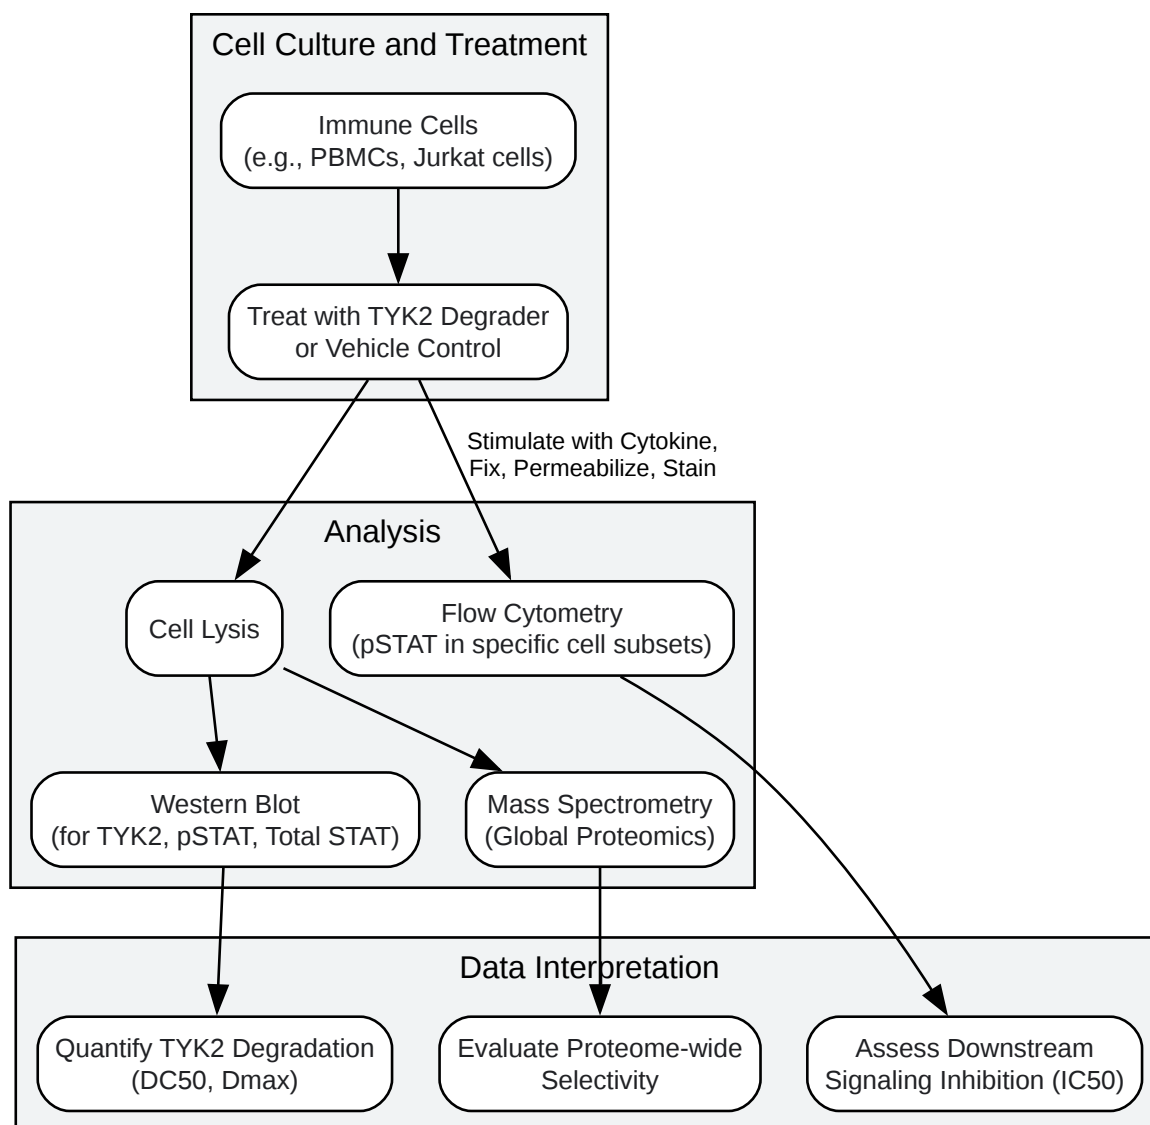 Cell Culture and Treatment
Immune Cells
(e.g., PBMCs, Jurkat cells)
Treat with TYK2 Degrader
or Vehicle Control
Stimulate with Cytokine,
Fix, Permeabilize, Stain
Analysis
Cell Lysis
Flow Cytometry
(pSTAT in specific cell subsets)
Western Blot
(for TYK2, pSTAT, Total STAT)
Mass Spectrometry
(Global Proteomics)
Data Interpretation
Quantify TYK2 Degradation
(DC50, Dmax)
Evaluate Proteome-wide
Selectivity
Assess Downstream
Signaling Inhibition (IC50)